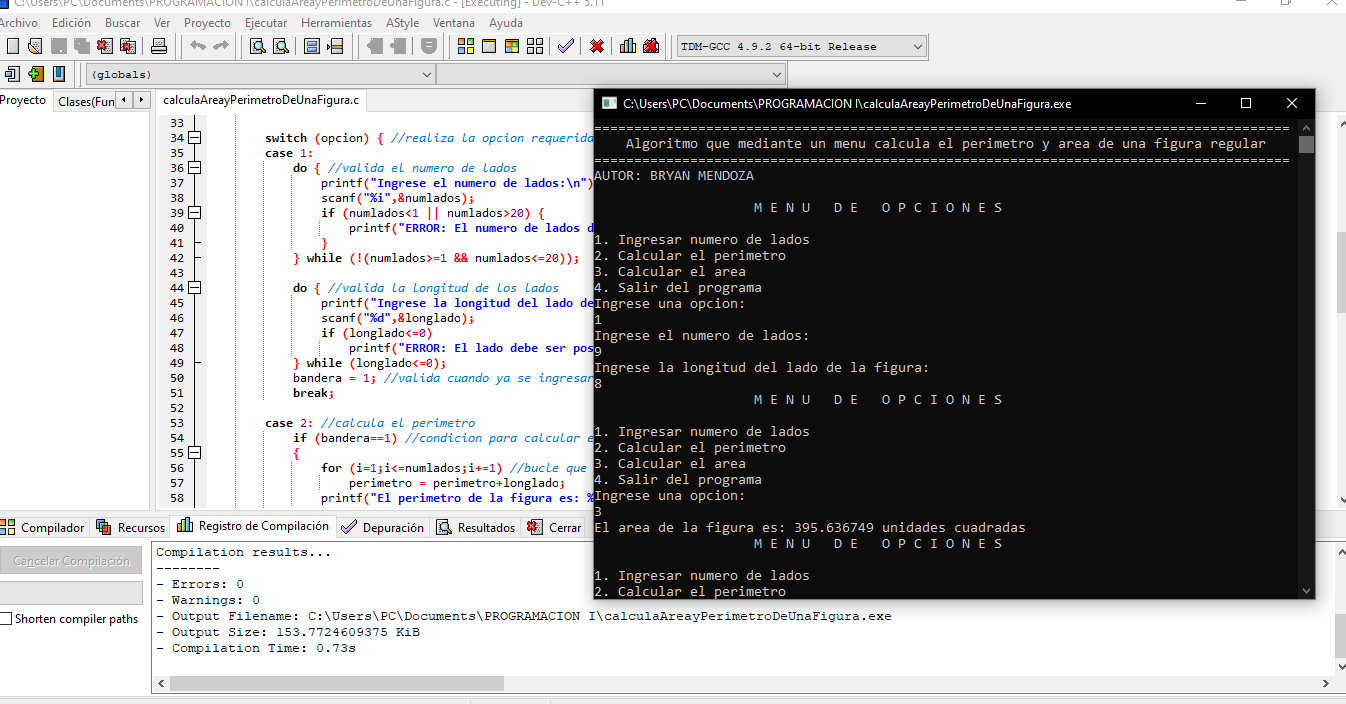 C:\Users\PC\Documents\PROGRAMACION I\calculaAreayPerimetroDeUnaFigura.c - [Executing] - Dev-C++ 5.11
Archivo Edición Buscar Ver Proyecto Ejecutar Herramientas AStyle Ventana Ayuda
TDM-GCC 4.9.2 64-bit Release
(globals)
Proyecto Clases(Fun
calculaAreayPerimetroDeUnaFigura.c
33
34 switch (opcion) { //realiza la opcion requerida
35 case 1:
36 do { //valida el numero de lados
37 printf("Ingrese el numero de lados:\n")
38 scanf("%i",&numlados);
39 if (numlados<1 || numlados>20) {
40 printf("ERROR: El numero de lados d
41 }
42 } while (!(numlados>=1 && numlados<=20));
43
44 do { //valida la longitud de los lados
45 printf("Ingrese la longitud del lado de
46 scanf("%d",&longlado);
47 if (longlado<=0)
48 printf("ERROR: El lado debe ser pos
49 } while (longlado<=0);
50 bandera = 1; //valida cuando ya se ingresar
51 break;
52
53 case 2: //calcula el perimetro
54 if (bandera==1) //condicion para calcular e
55 {
56 for (i=1;i<=numlados;i+=1) //bucle que
57 perimetro = perimetro+longlado;
58 printf("El perimetro de la figura es: %
C:\Users\PC\Documents\PROGRAMACION I\calculaAreayPerimetroDeUnaFigura.exe
Algoritmo que mediante un menu calcula el perimetro y area de una figura regular
AUTOR: BRYAN MENDOZA
M E N U   D E   O P C I O N E S
1. Ingresar numero de lados
2. Calcular el perimetro
3. Calcular el area
4. Salir del programa
Ingrese una opcion:
1
Ingrese el numero de lados:
9
Ingrese la longitud del lado de la figura:
8
M E N U   D E   O P C I O N E S
1. Ingresar numero de lados
2. Calcular el perimetro
3. Calcular el area
4. Salir del programa
Ingrese una opcion:
3
El area de la figura es: 395.636749 unidades cuadradas
M E N U   D E   O P C I O N E S
1. Ingresar numero de lados
2. Calcular el perimetro
Compilador Recursos Registro de Compilación Depuración Resultados Cerrar
Cancelar Compilación
Shorten compiler paths
Compilation results...
--------
- Errors: 0
- Warnings: 0
- Output Filename: C:\Users\PC\Documents\PROGRAMACION I\calculaAreayPerimetroDeUnaFigura.exe
- Output Size: 153.7724609375 KiB
- Compilation Time: 0.73s